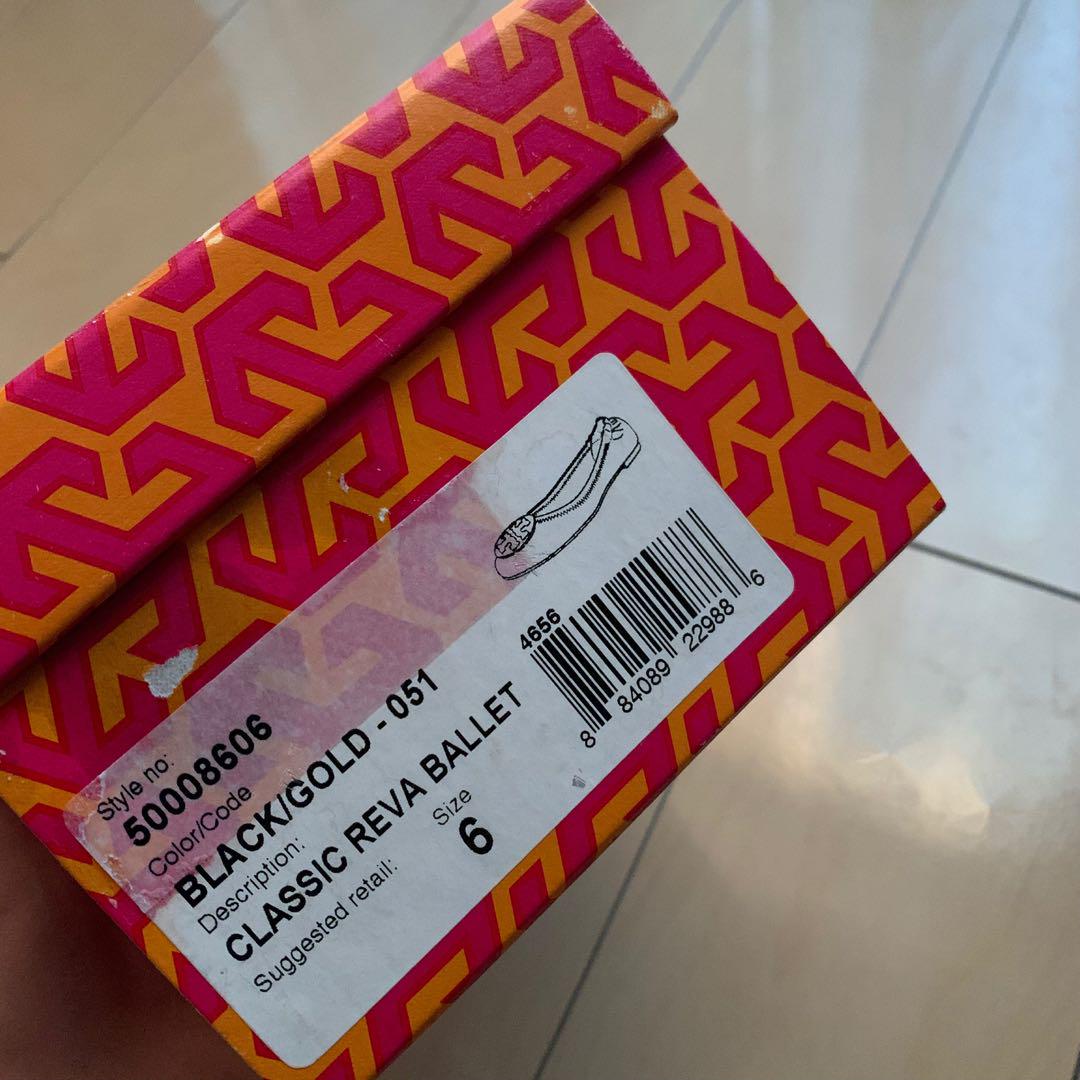 Style no:
50008606
Color/Code
BLACK/GOLD - 051
Description:
CLASSIC REVA BALLET
Suggested retail:
Size
6
4656
8 84089 22988 6